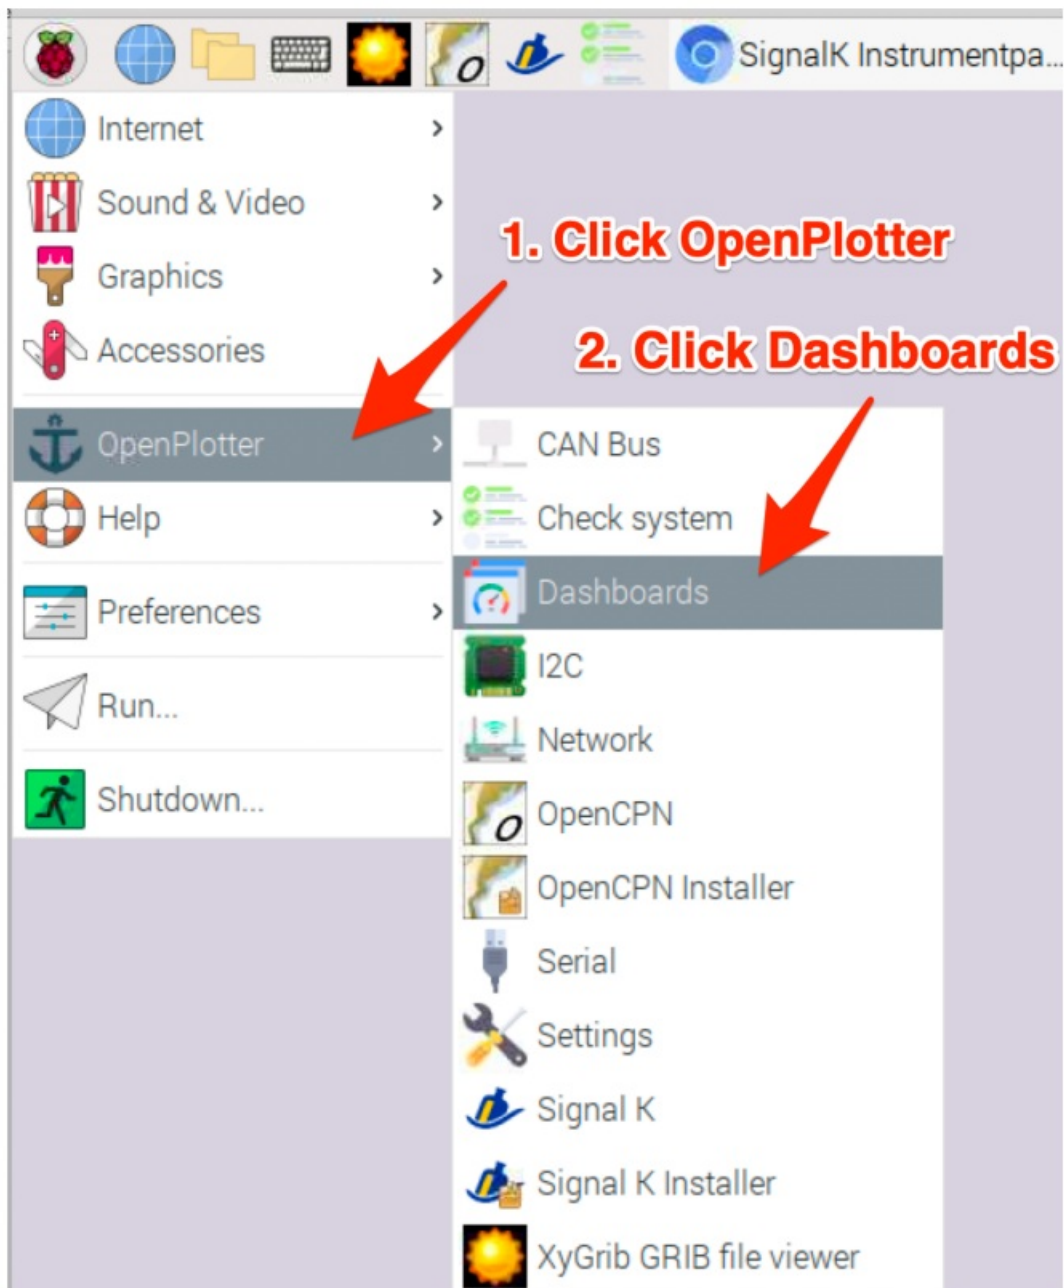 SignalK Instrumentpa...
Internet
Sound & Video
Graphics
Accessories
OpenPlotter
Help
Preferences
Run...
Shutdown...
1. Click OpenPlotter
2. Click Dashboards
CAN Bus
Check system
Dashboards
I2C
Network
OpenCPN
OpenCPN Installer
Serial
Settings
Signal K
Signal K Installer
XyGrib GRIB file viewer